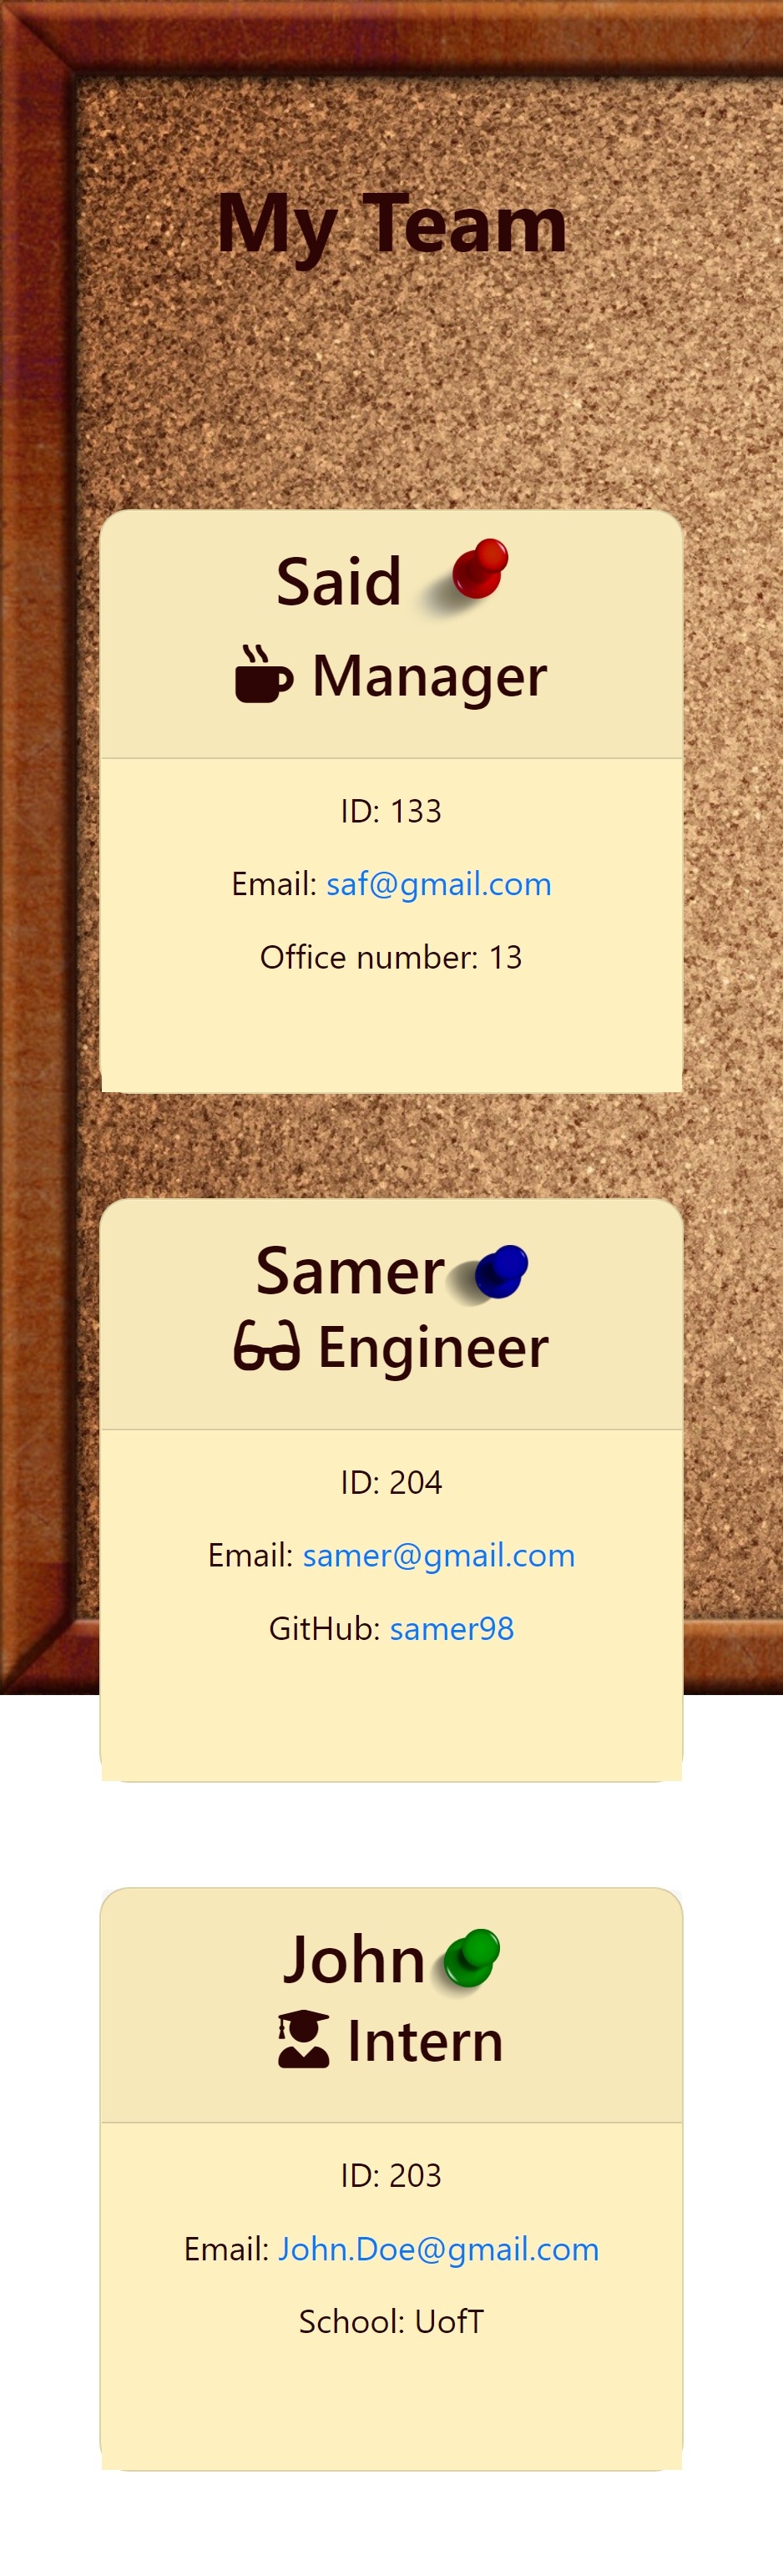 My Team
Said
Manager
ID: 133
Email: saf@gmail.com
Office number: 13
Samer
Engineer
ID: 204
Email: samer@gmail.com
GitHub: samer98
John
Intern
ID: 203
Email: John.Doe@gmail.com
School: UofT